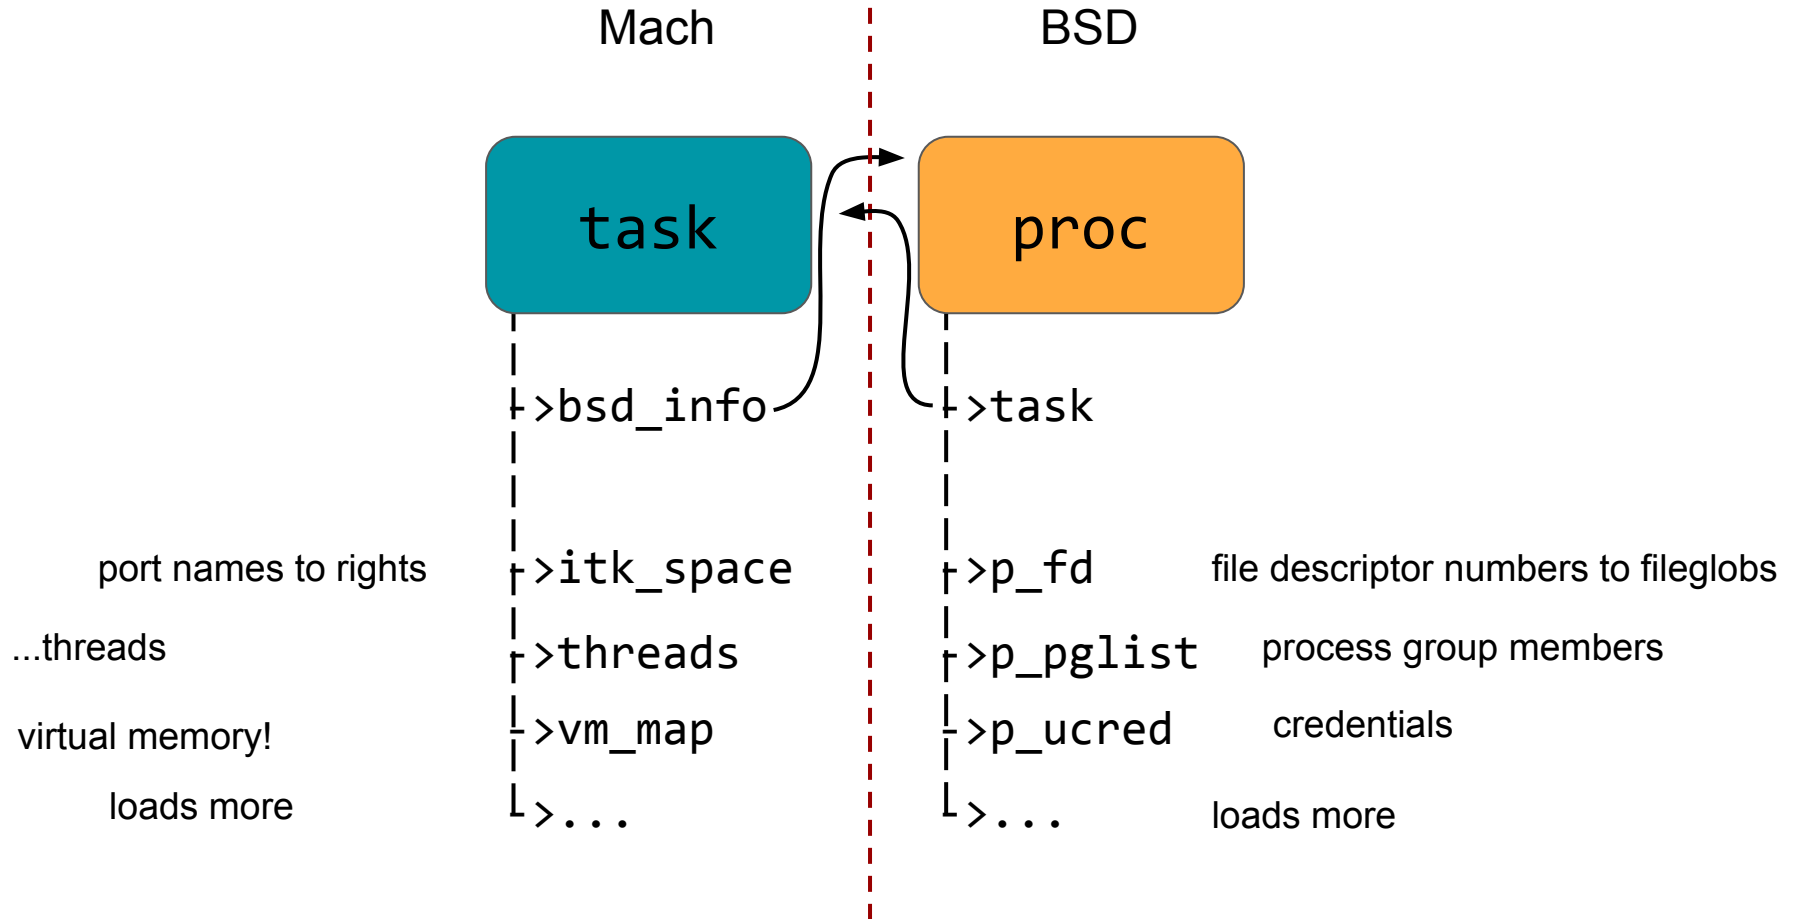 Mach
BSD
task
proc
->bsd_info
->task
port names to rights
->itk_space
->p_fd
file descriptor numbers to fileglobs
...threads
->threads
->p_pglist
process group members
virtual memory!
->vm_map
->p_ucred
credentials
loads more
->...
->...
loads more